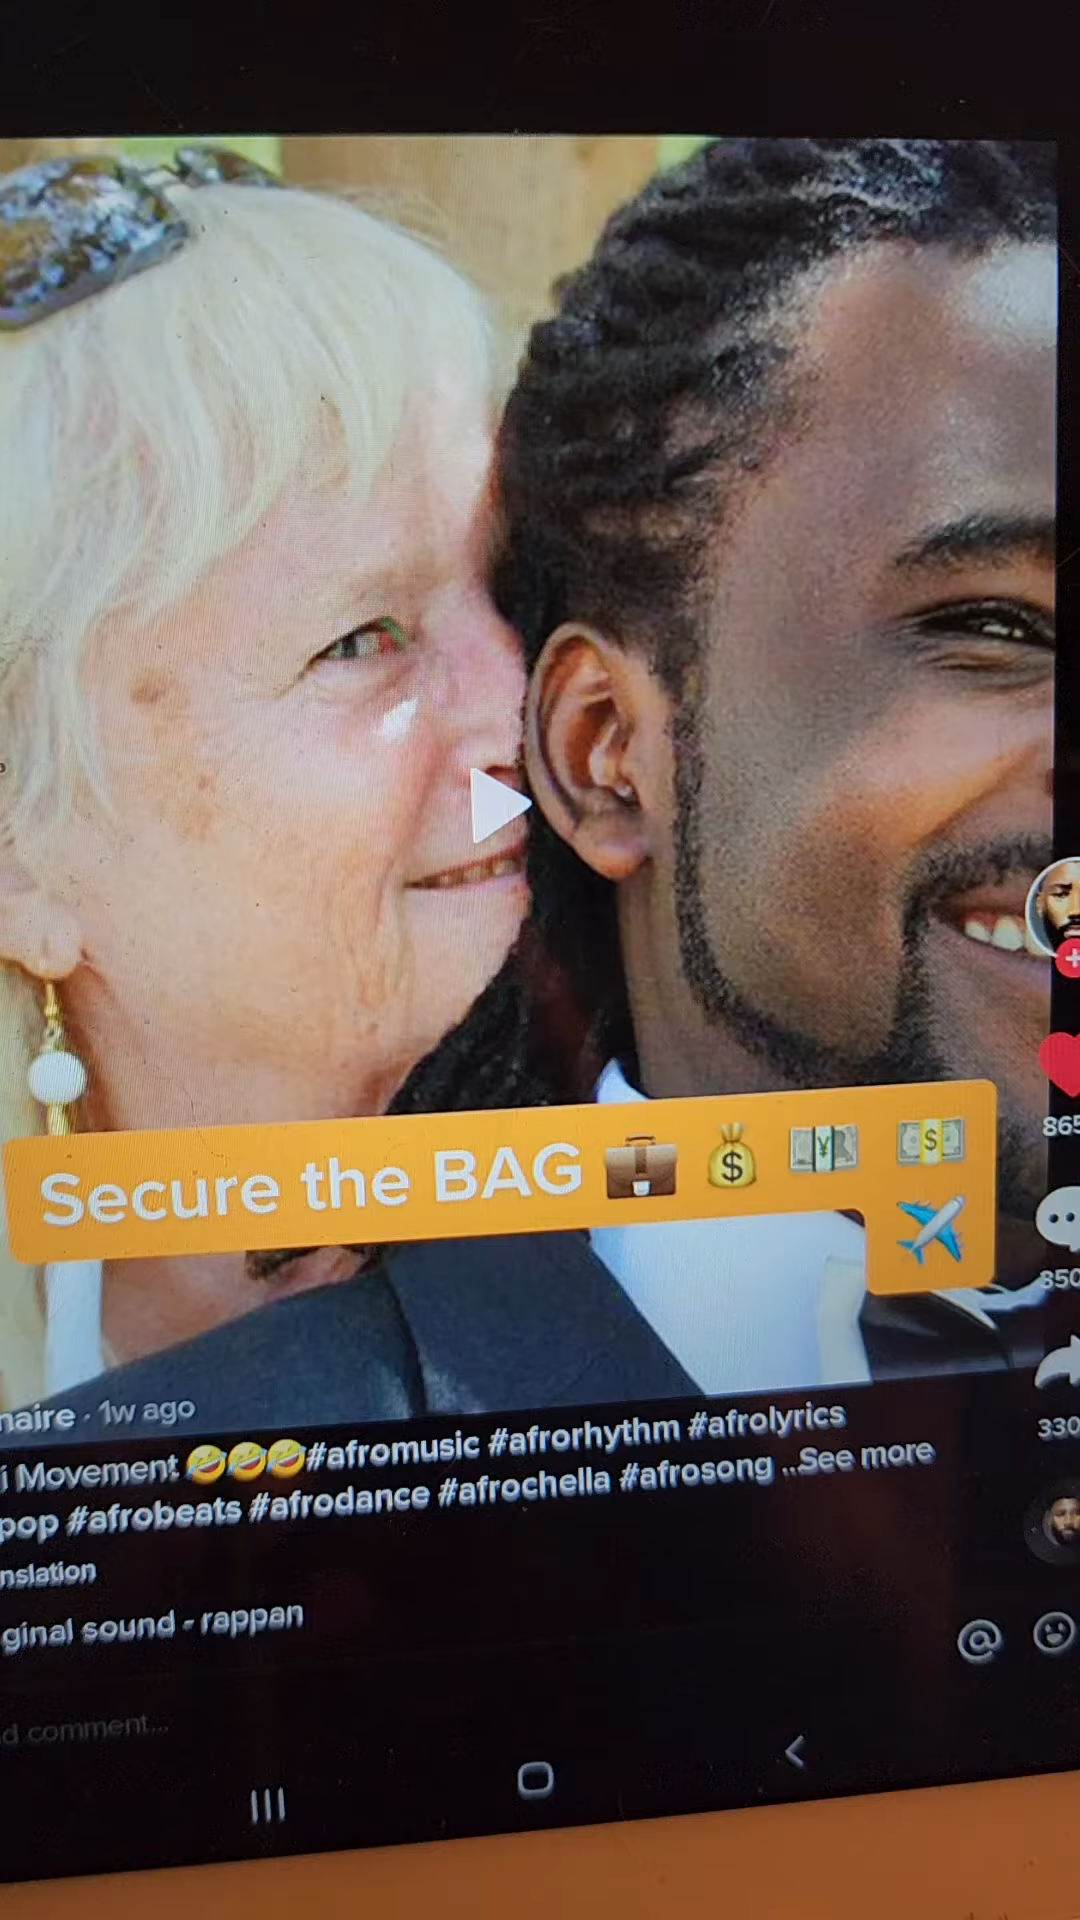 Secure the BAG 💼 💰 💴 💵
✈️
naire · 1w ago
i Movement 🤣🤣🤣#afromusic #afrorhythm #afrolyrics
pop #afrobeats #afrodance #afrochella #afrosong ...See more
nslation
ginal sound - rappan
d comment...
865
850
330